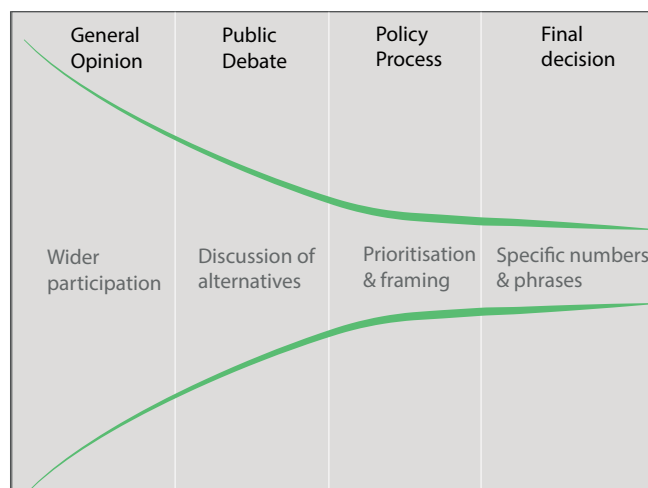 General
Opinion
Public
Debate
Policy
Process
Final
decision
Wider
participation
Discussion of
alternatives
Prioritisation
& framing
Specific numbers
& phrases